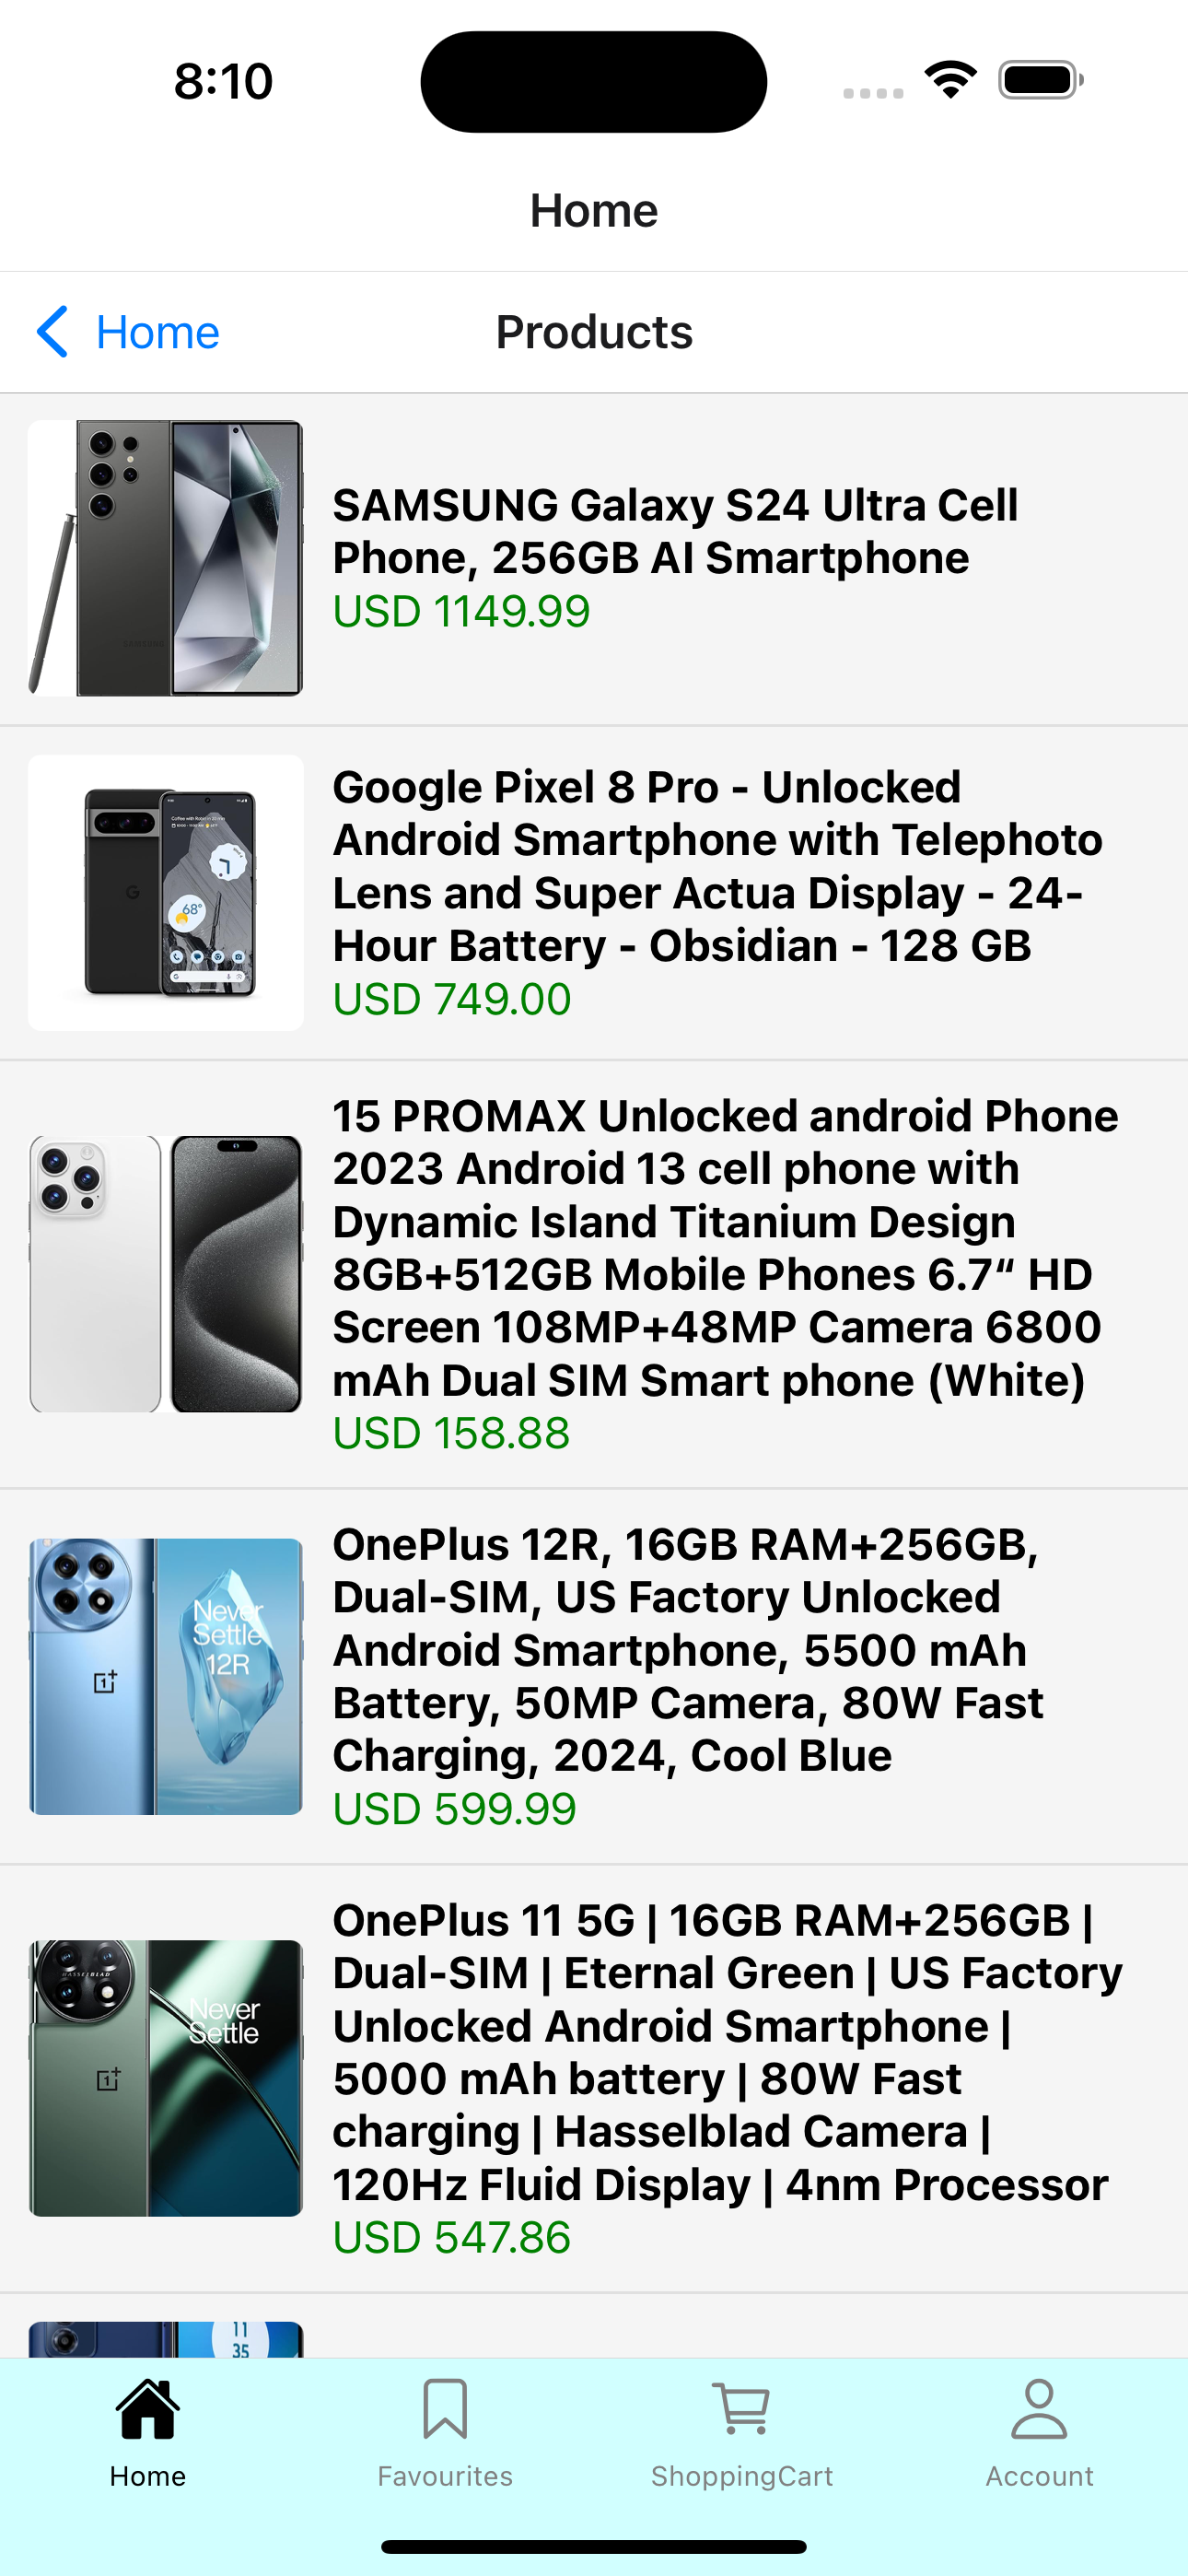 8:10
Home
Home
Products
SAMSUNG Galaxy S24 Ultra Cell
Phone, 256GB AI Smartphone
USD 1149.99
SAMSUNG
Google Pixel 8 Pro - Unlocked
Android Smartphone with Telephoto
Lens and Super Actua Display - 24-
Hour Battery - Obsidian - 128 GB
USD 749.00
G
68°
15 PROMAX Unlocked android Phone
2023 Android 13 cell phone with
Dynamic Island Titanium Design
8GB+512GB Mobile Phones 6.7“ HD
Screen 108MP+48MP Camera 6800
mAh Dual SIM Smart phone (White)
USD 158.88
OnePlus 12R, 16GB RAM+256GB,
Dual-SIM, US Factory Unlocked
Android Smartphone, 5500 mAh
Battery, 50MP Camera, 80W Fast
Charging, 2024, Cool Blue
USD 599.99
Never
Settle
12R
1+
OnePlus 11 5G | 16GB RAM+256GB |
Dual-SIM | Eternal Green | US Factory
Unlocked Android Smartphone |
5000 mAh battery | 80W Fast
charging | Hasselblad Camera |
120Hz Fluid Display | 4nm Processor
USD 547.86
HASSELBLAD
Never
Settle
1+
11
35
Home
Favourites
ShoppingCart
Account